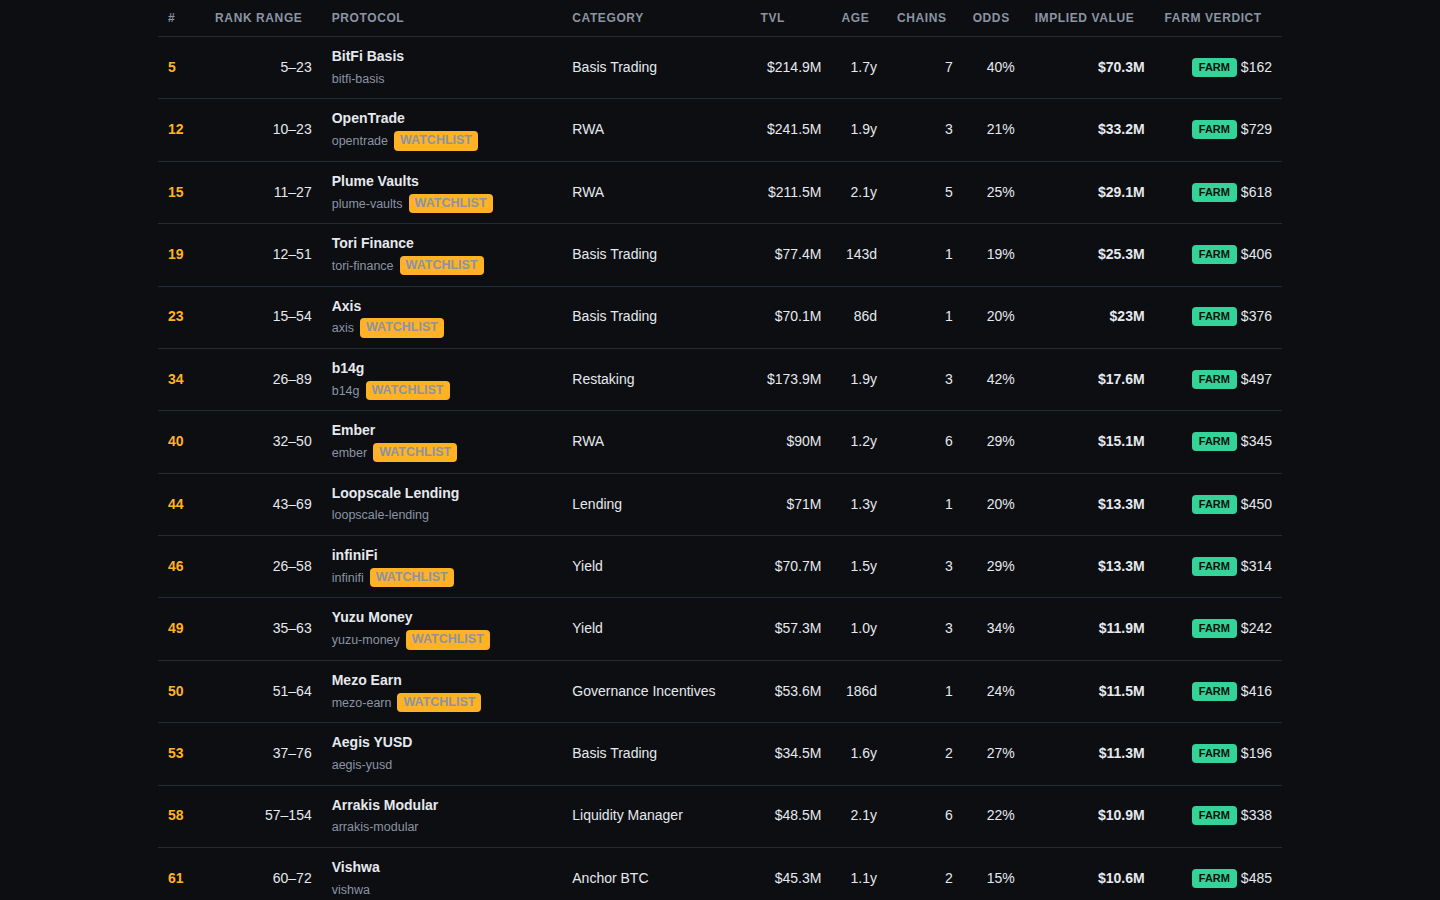 # RANK RANGE PROTOCOL CATEGORY TVL AGE CHAINS ODDS IMPLIED VALUE FARM VERDICT
5 5–23 BitFi Basis Basis Trading $214.9M 1.7y 7 40% $70.3M FARM $162
bitfi-basis
12 10–23 OpenTrade RWA $241.5M 1.9y 3 21% $33.2M FARM $729
opentrade WATCHLIST
15 11–27 Plume Vaults RWA $211.5M 2.1y 5 25% $29.1M FARM $618
plume-vaults WATCHLIST
19 12–51 Tori Finance Basis Trading $77.4M 143d 1 19% $25.3M FARM $406
tori-finance WATCHLIST
23 15–54 Axis Basis Trading $70.1M 86d 1 20% $23M FARM $376
axis WATCHLIST
34 26–89 b14g Restaking $173.9M 1.9y 3 42% $17.6M FARM $497
b14g WATCHLIST
40 32–50 Ember RWA $90M 1.2y 6 29% $15.1M FARM $345
ember WATCHLIST
44 43–69 Loopscale Lending Lending $71M 1.3y 1 20% $13.3M FARM $450
loopscale-lending
46 26–58 infiniFi Yield $70.7M 1.5y 3 29% $13.3M FARM $314
infinifi WATCHLIST
49 35–63 Yuzu Money Yield $57.3M 1.0y 3 34% $11.9M FARM $242
yuzu-money WATCHLIST
50 51–64 Mezo Earn Governance Incentives $53.6M 186d 1 24% $11.5M FARM $416
mezo-earn WATCHLIST
53 37–76 Aegis YUSD Basis Trading $34.5M 1.6y 2 27% $11.3M FARM $196
aegis-yusd
58 57–154 Arrakis Modular Liquidity Manager $48.5M 2.1y 6 22% $10.9M FARM $338
arrakis-modular
61 60–72 Vishwa Anchor BTC $45.3M 1.1y 2 15% $10.6M FARM $485
vishwa